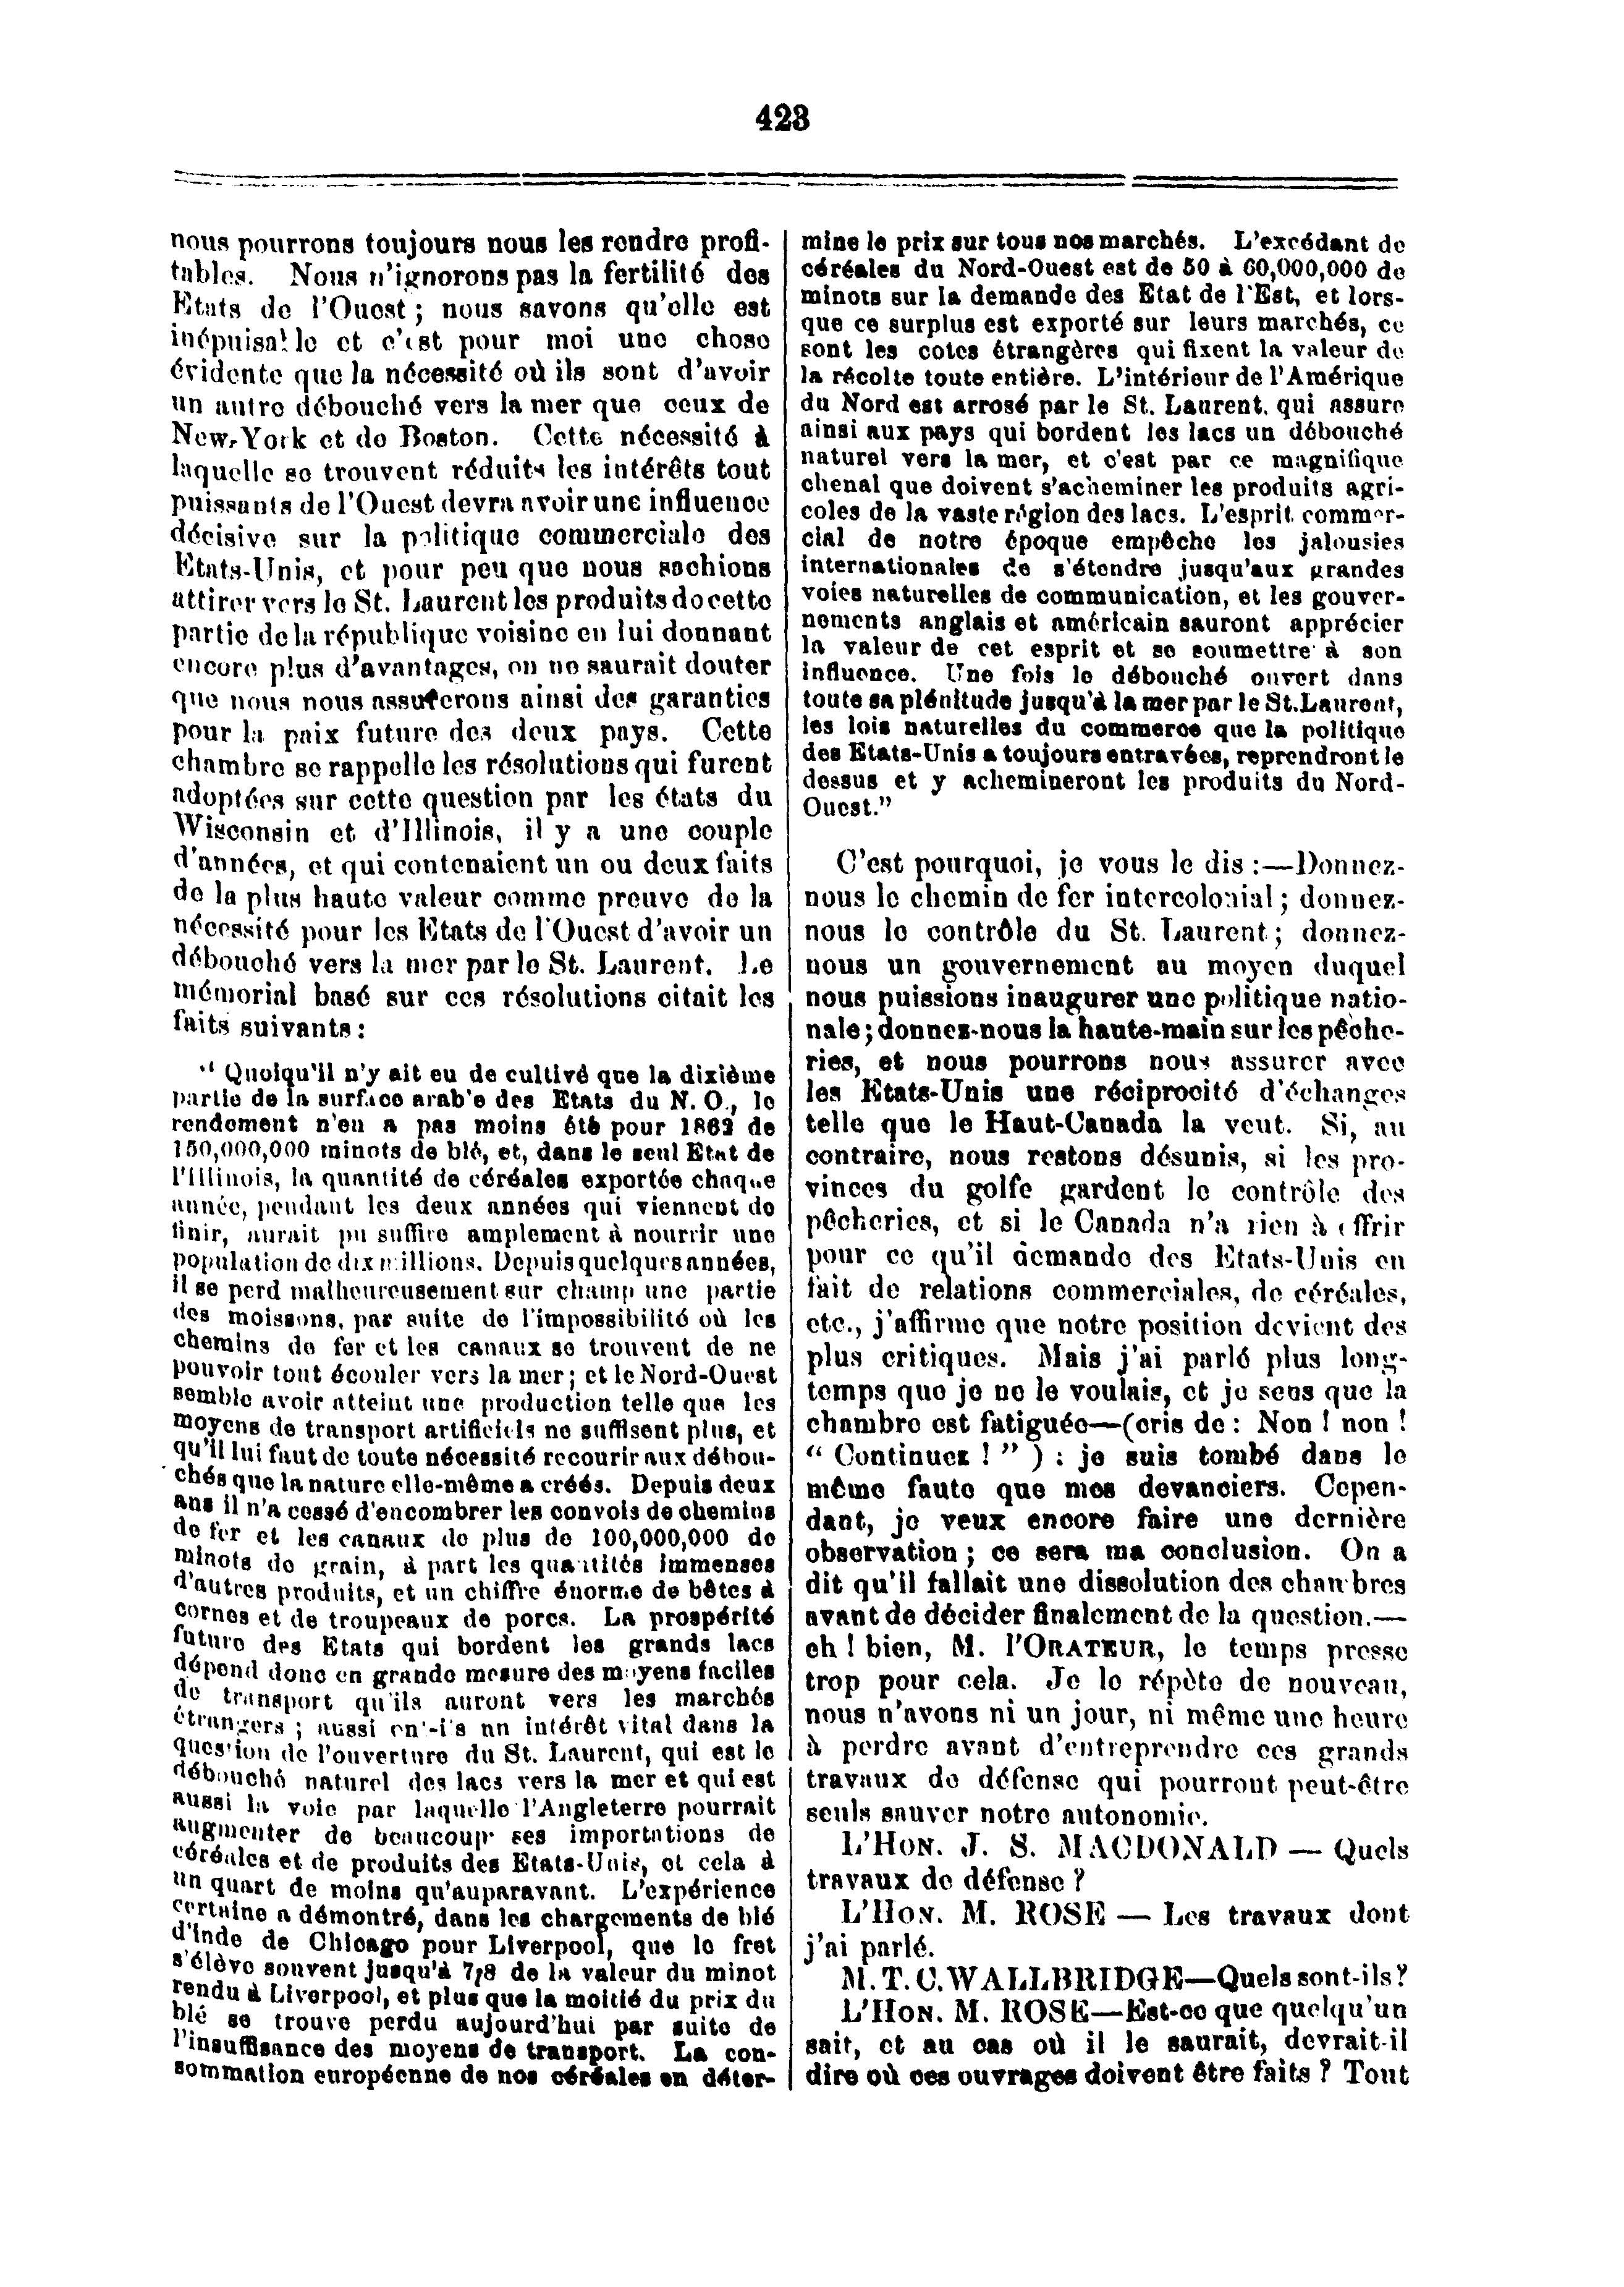 423
nous pourrons toujours nous les rendre profi-
tables. Nous n'ignorons pas la fertilité des
Etats de l'Ouest ; nous savons qu'elle est
inépuisable et c'est pour moi une chose
évidente que la nécessité où ils sont d'avoir
un autre débouché vers la mer que ceux de
New-York et de Boston. Cette nécessité à
laquelle se trouvent réduits les intérêts tout
puissants de l'Ouest devra avoir une influence
décisive sur la politique commerciale des
Etats-Unis, et pour peu que nous sachions
attirer vers le St. Laurent les produits de cette
partie de la république voisine en lui donnant
encore plus d'avantages, on ne saurait douter
que nous nous assurerons ainsi des garanties
pour la paix future des deux pays. Cette
chambre se rappelle les résolutions qui furent
adoptées sur cette question par les états du
Wisconsin et d'Illinois, il y a une couple
d'années, et qui contenaient un ou deux faits
de la plus haute valeur comme preuve de la
nécessité pour les Etats de l'Ouest d'avoir un
débouché vers la mer par le St. Laurent. Le
mémorial basé sur ces résolutions citait les
faits suivants :
" Quoiqu'il n'y ait eu de cultivé que la dixième
partie de la surface arab'e des Etats du N. O., le
rendement n'en a pas moins été pour 1862 de
150,000,000 minots de blé, et, dans le seul Etat de
l'Illinois, la quantité de céréales exportée chaque
année, pendant les deux années qui viennent de
finir, aurait pu suffire amplement à nourrir une
population de dix millions. Depuis quelques années,
il se perd malheureusement sur champ une partie
des moissons, par suite de l'impossibilité où les
chemins de fer et les canaux se trouvent de ne
pouvoir tout écouler vers la mer ; et le Nord-Ouest
semble avoir atteint une production telle que les
moyens de transport artificiels ne suffisent plus, et
qu'il lui faut de toute nécessité recourir aux débou-
chés que la nature elle-même a créés. Depuis deux
ans il n'a cessé d'encombrer les convois de chemins
de fer et les canaux de plus de 100,000,000 de
minots de grain, à part les quantités immenses
d'autres produits, et un chiffre énorme de bêtes à
cornes et de troupeaux de porcs. La prospérité
future des Etats qui bordent les grands lacs
dépend donc en grande mesure des moyens faciles
de transport qu'ils auront vers les marchés
étrangers ; aussi ont-i's un intérêt vital dans la
question de l'ouverture du St. Laurent, qui est le
débouché naturel des lacs vers la mer et qui est
aussi la voie par laquelle l'Angleterre pourrait
augmenter de beaucoup ses importations de
céréales et de produits des Etats-Unis, et cela à
un quart de moins qu'auparavant. L'expérience
certaine a démontré, dans les chargements de blé
d'inde de Chicago pour Liverpool, que le fret
s'élève souvent jusqu'à 7/8 de la valeur du minot
rendu à Liverpool, et plus que la moitié du prix du
blé se trouve perdu aujourd'hui par suite de
l'insuffisance des moyens de transport. La con-
sommation européenne de nos céréales en déter-
mine le prix sur tous nos marchés. L'excédant de
céréales du Nord-Ouest est de 50 à 60,000,000 de
minots sur la demande des Etat de l'Est, et lors-
que ce surplus est exporté sur leurs marchés, ce
sont les cotes étrangères qui fixent la valeur de
la récolte toute entière. L'intérieur de l'Amérique
du Nord est arrosé par le St. Laurent, qui assure
ainsi aux pays qui bordent les lacs un débouché
naturel vers la mer, et c'est par ce magnifique
chenal que doivent s'acheminer les produits agri-
coles de la vaste région des lacs. L'esprit commer-
cial de notre époque empêche les jalousies
internationales de s'étendre jusqu'aux grandes
voies naturelles de communication, et les gouver-
nements anglais et américain sauront apprécier
la valeur de cet esprit et se soumettre à son
influence. Une fois le débouché ouvert dans
toute sa plénitude jusqu'à la mer par le St. Laurent,
les lois naturelles du commerce que la politique
des Etats-Unis a toujours entravées, reprendront le
dessus et y achemineront les produits du Nord-
Ouest."
C'est pourquoi, je vous le dis :—Donnez-
nous le chemin de fer intercolonial ; donnez-
nous le contrôle du St. Laurent ; donnez-
nous un gouvernement au moyen duquel
nous puissions inaugurer une politique natio-
nale ; donnez-nous la haute-main sur les pêche-
ries, et nous pourrons nous assurer avec
les Etats-Unis une réciprocité d'échanges
telle que le Haut-Canada la veut. Si, au
contraire, nous restons désunis, si les pro-
vinces du golfe gardent le contrôle des
pêcheries, et si le Canada n'a rien à offrir
pour ce qu'il demande des Etats-Unis en
fait de relations commerciales, de céréales,
etc., j'affirme que notre position devient des
plus critiques. Mais j'ai parlé plus long-
temps que je ne le voulais, et je sens que la
chambre est fatiguée—(cris de : Non ! non !
" Continuez ! " ) : je suis tombé dans le
même faute que mes devanciers. Cepen-
dant, je veux encore faire une dernière
observation ; ce sera ma conclusion. On a
dit qu'il fallait une dissolution des chambres
avant de décider finalement de la question.—
eh ! bien, M. l'ORATEUR, le temps presse
trop pour cela. Je le répète de nouveau,
nous n'avons ni un jour, ni même une heure
à perdre avant d'entreprendre ces grands
travaux de défense qui pourront peut-être
seuls sauver notre autonomie.
L'HON. J. S. MACDONALD — Quels
travaux de défense ?
L'HON. M. ROSE — Les travaux dont
j'ai parlé.
M. T. C. WALLBRIDGE—Quels sont-ils ?
L'HON. M. ROSE—Est-ce que quelqu'un
sait, et au cas où il le saurait, devrait-il
dire où ces ouvrages doivent être faits ? Tout